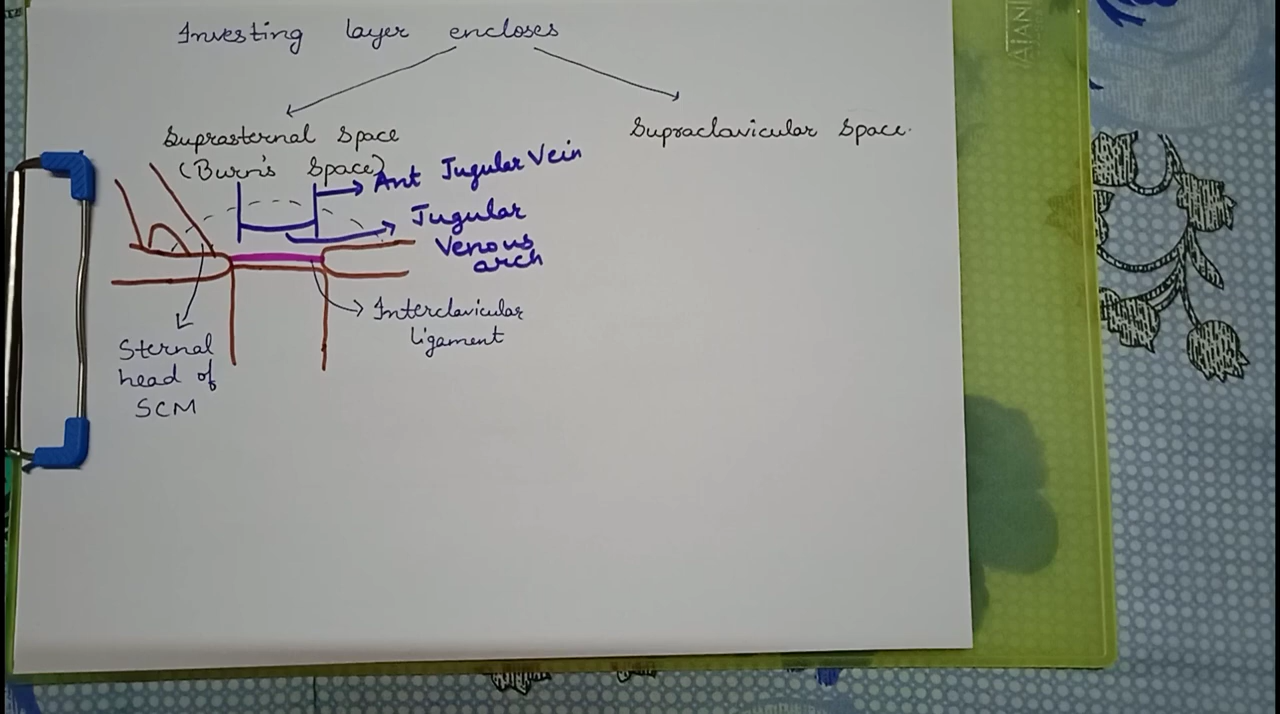 Investing layer encloses
Suprasternal Space
(Burn's Space)
Supraclavicular Space.
Ant Jugular Vein
Jugular
Venous
arch
Interclavicular
Ligament
Sternal
head of
SCM